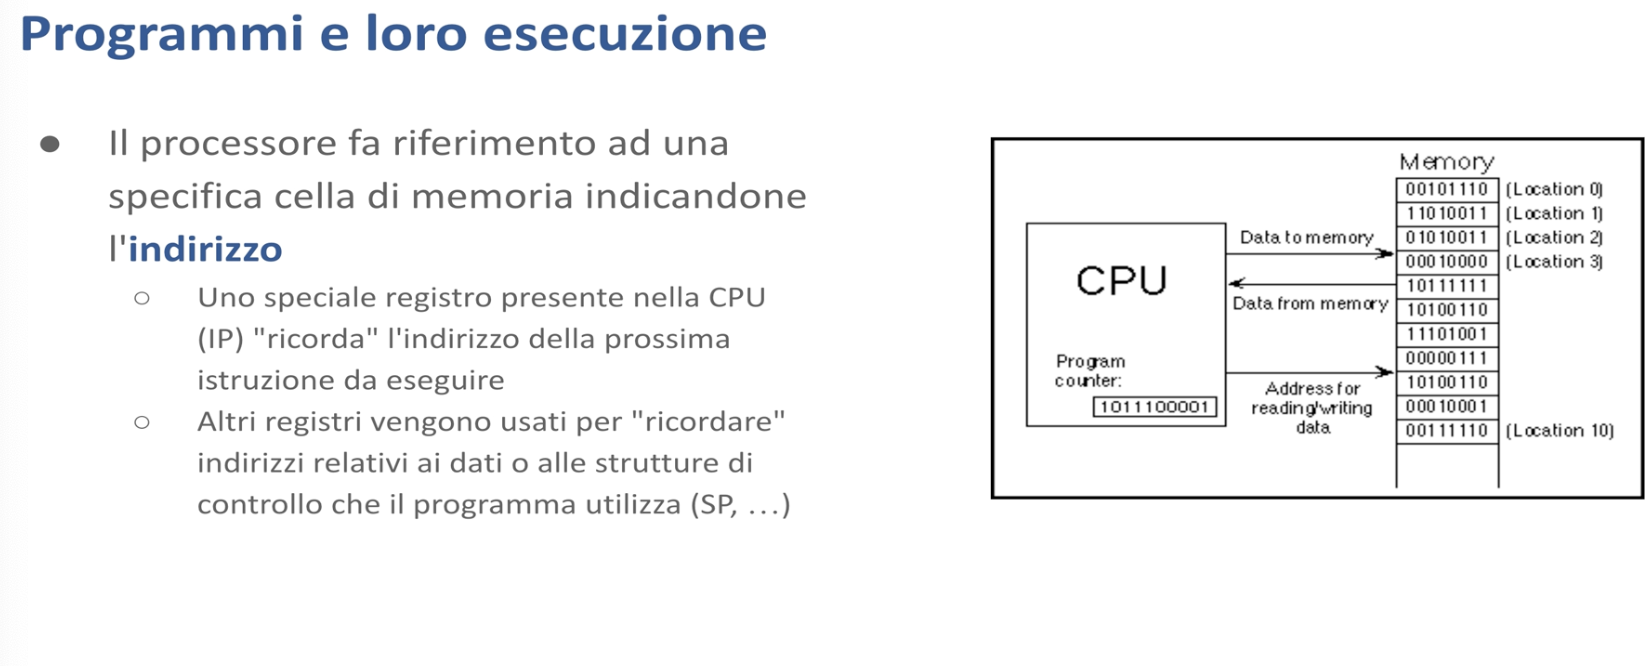 Programmi e loro esecuzione
● Il processore fa riferimento ad una
specifica cella di memoria indicandone
l'indirizzo
○ Uno speciale registro presente nella CPU
(IP) "ricorda" l'indirizzo della prossima
istruzione da eseguire
○ Altri registri vengono usati per "ricordare"
indirizzi relativi ai dati o alle strutture di
controllo che il programma utilizza (SP, ...)
CPU
Program
counter:
1011100001
Data to memory
Data from memory
Address for
reading/writing
data
Memory
00101110 (Location 0)
11010011 (Location 1)
01010011 (Location 2)
00010000 (Location 3)
10111111
10100110
11101001
00000111
10100110
00010001
00111110 (Location 10)